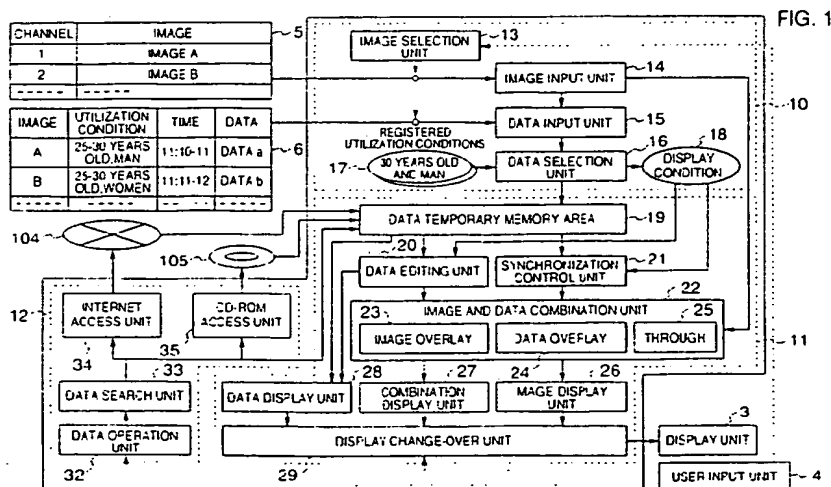 FIG. 1
CHANNEL IMAGE 5
1 IMAGE A
2 IMAGE B
IMAGE SELECTION UNIT 13
IMAGE INPUT UNIT 14
10
IMAGE UTILIZATION CONDITION TIME DATA
A 25-30 YEARS OLD,MAN 11:10-11 DATA a 6
B 25-30 YEARS OLD,WOMEN 11:11-12 DATA b
DATA INPUT UNIT 15
REGISTERED UTILIZATION CONDITIONS
17 30 YEARS OLD AND MAN
DATA SELECTION UNIT 16
DISPLAY CONDITION 18
104
DATA TEMPORARY MEMORY AREA 19
105
20
DATA EDITING UNIT
SYNCHRONIZATION CONTROL UNIT 21
12
INTERNET ACCESS UNIT
34
CD-ROM ACCESS UNIT
35
22
IMAGE AND DATA COMBINATION UNIT
23 IMAGE OVERLAY
DATA OVERLAY
24
THROUGH 25
11
33
DATA SEARCH UNIT
28
DATA DISPLAY UNIT
27
COMBINATION DISPLAY UNIT
26
MAGE DISPLAY UNIT
DATA OPERATION UNIT
32
DISPLAY CHANGE-OVER UNIT
29
3
DISPLAY UNIT
USER INPUT UNIT 4